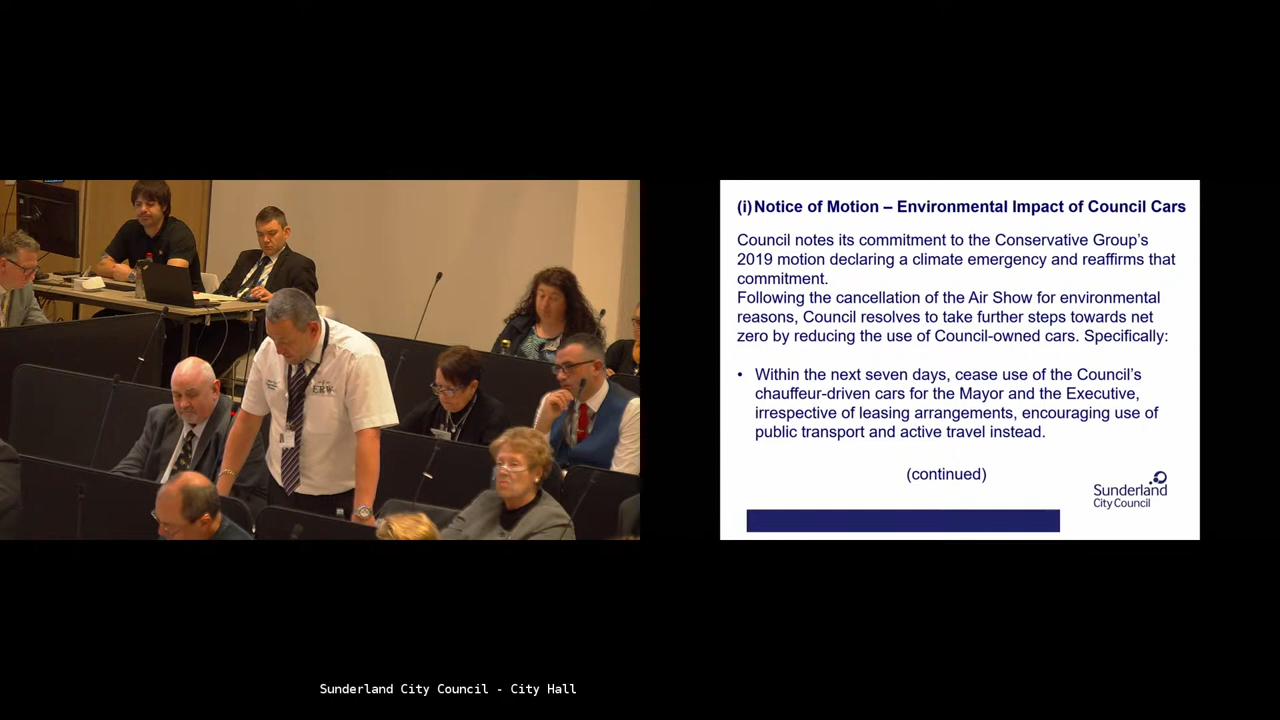 ERW
(i) Notice of Motion – Environmental Impact of Council Cars
Council notes its commitment to the Conservative Group’s
2019 motion declaring a climate emergency and reaffirms that
commitment.
Following the cancellation of the Air Show for environmental
reasons, Council resolves to take further steps towards net
zero by reducing the use of Council-owned cars. Specifically:
• Within the next seven days, cease use of the Council’s
chauffeur-driven cars for the Mayor and the Executive,
irrespective of leasing arrangements, encouraging use of
public transport and active travel instead.
(continued)
Sunderland
City Council
Sunderland City Council - City Hall